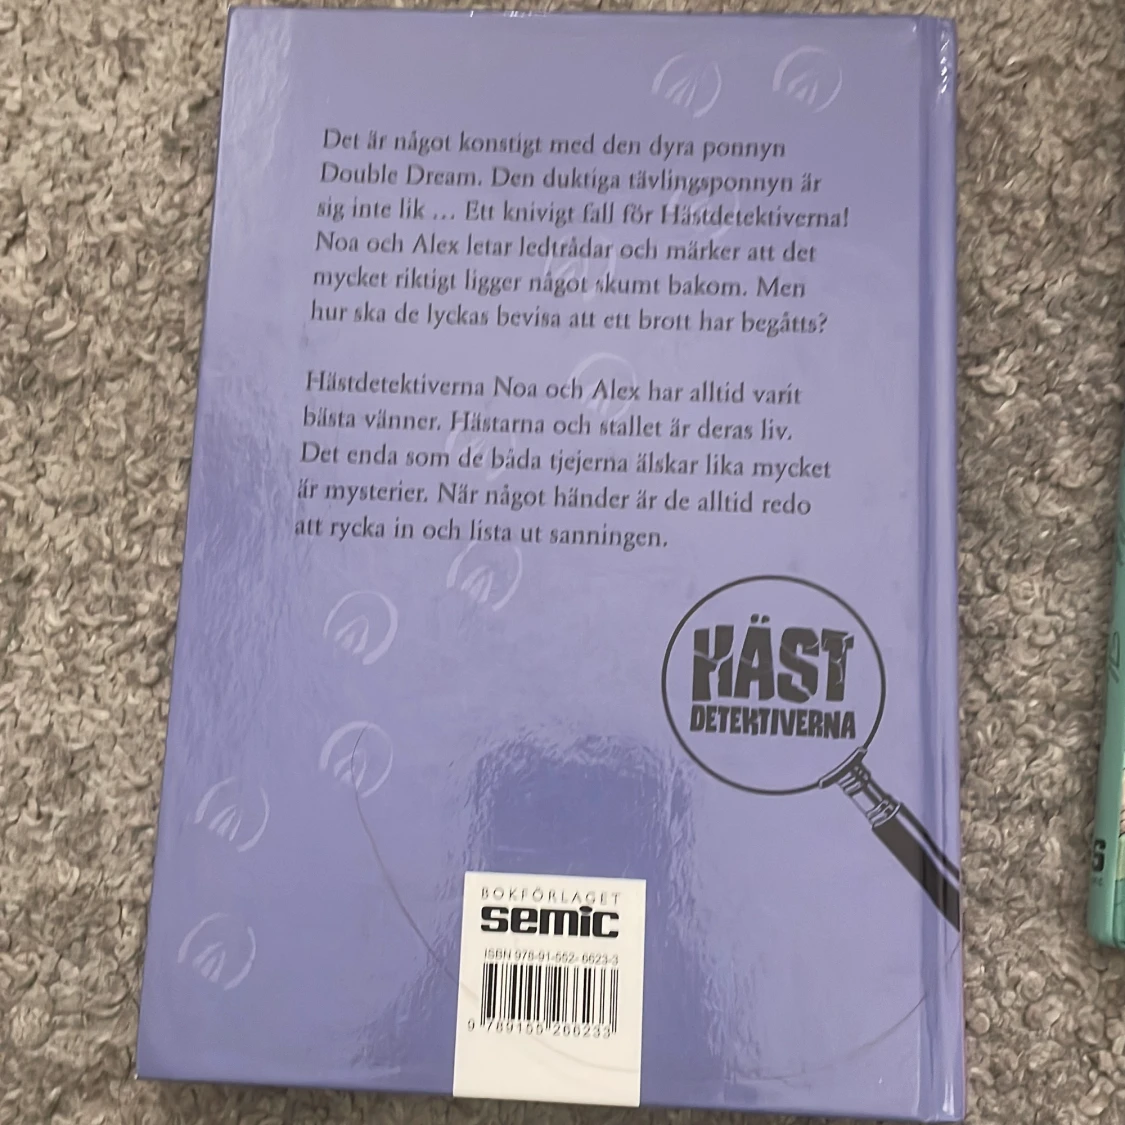 Det är något konstigt med den dyra ponnyn
Double Dream. Den duktiga tävlingsponnyn är
sig inte lik ... Ett knivigt fall för Hästdetektiverna!
Noa och Alex letar ledtrådar och märker att det
mycket riktigt ligger något skumt bakom. Men
hur ska de lyckas bevisa att ett brott har begåtts?
Hästdetektiverna Noa och Alex har alltid varit
bästa vänner. Hästarna och stallet är deras liv.
Det enda som de båda tjejerna älskar lika mycket
är mysterier. När något händer är de alltid redo
att rycka in och lista ut sanningen.
HÄST
DETEKTIVERNA
BOKFÖRLAGET
semic
ISBN 978-91-552-6623-3
9 789155 266233